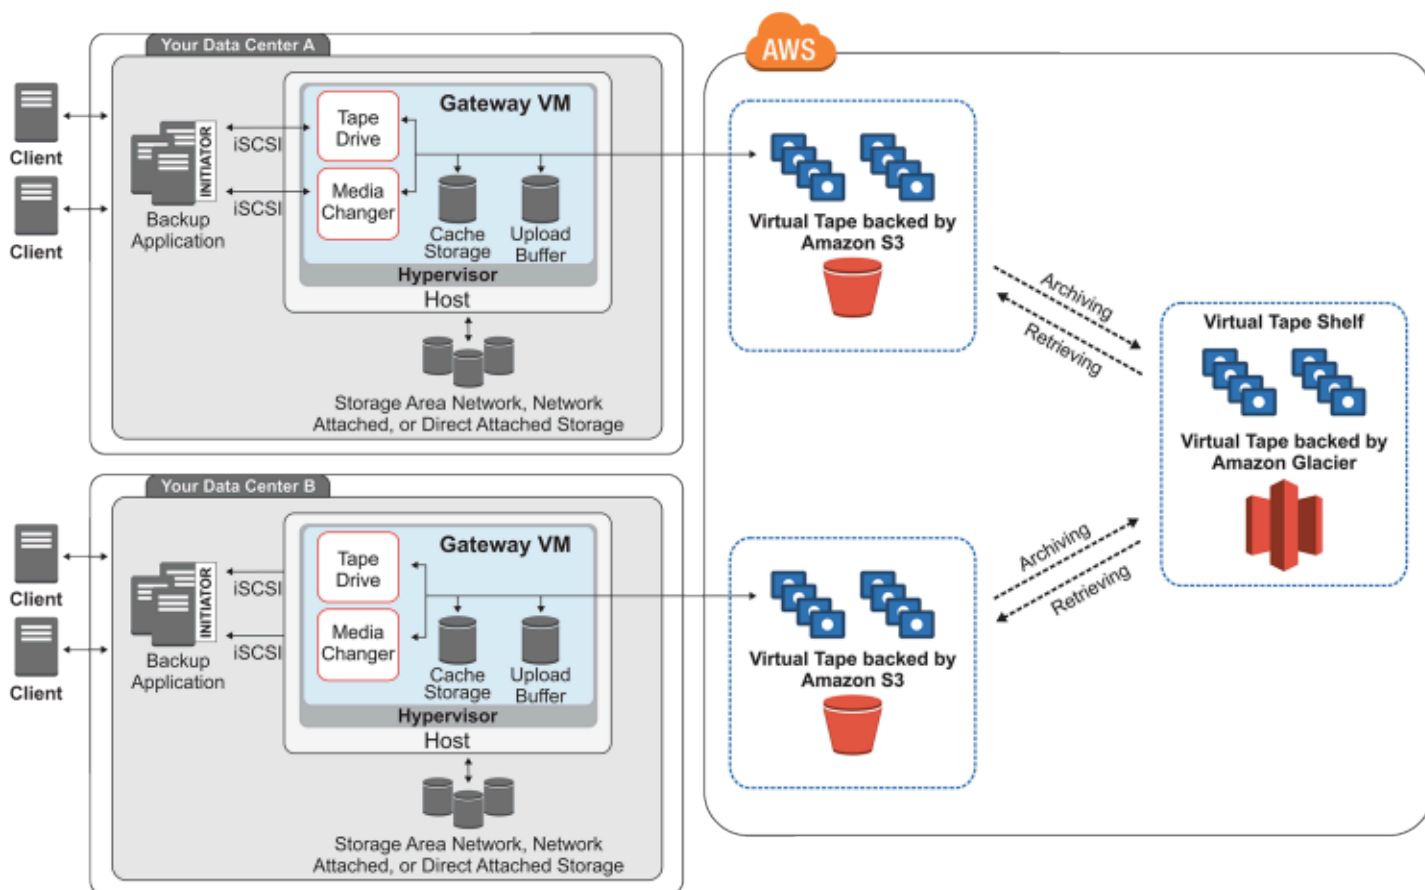 Your Data Center A
AWS
Client
Client
INITIATOR
Backup
Application
iSCSI
iSCSI
Gateway VM
Tape
Drive
Media
Changer
Cache
Storage
Upload
Buffer
Hypervisor
Host
Storage Area Network, Network
Attached, or Direct Attached Storage
Virtual Tape backed by
Amazon S3
Archiving
Retrieving
Virtual Tape Shelf
Virtual Tape backed by
Amazon Glacier
Your Data Center B
Client
Client
INITIATOR
Backup
Application
iSCSI
iSCSI
Gateway VM
Tape
Drive
Media
Changer
Cache
Storage
Upload
Buffer
Hypervisor
Host
Storage Area Network, Network
Attached, or Direct Attached Storage
Virtual Tape backed by
Amazon S3
Archiving
Retrieving